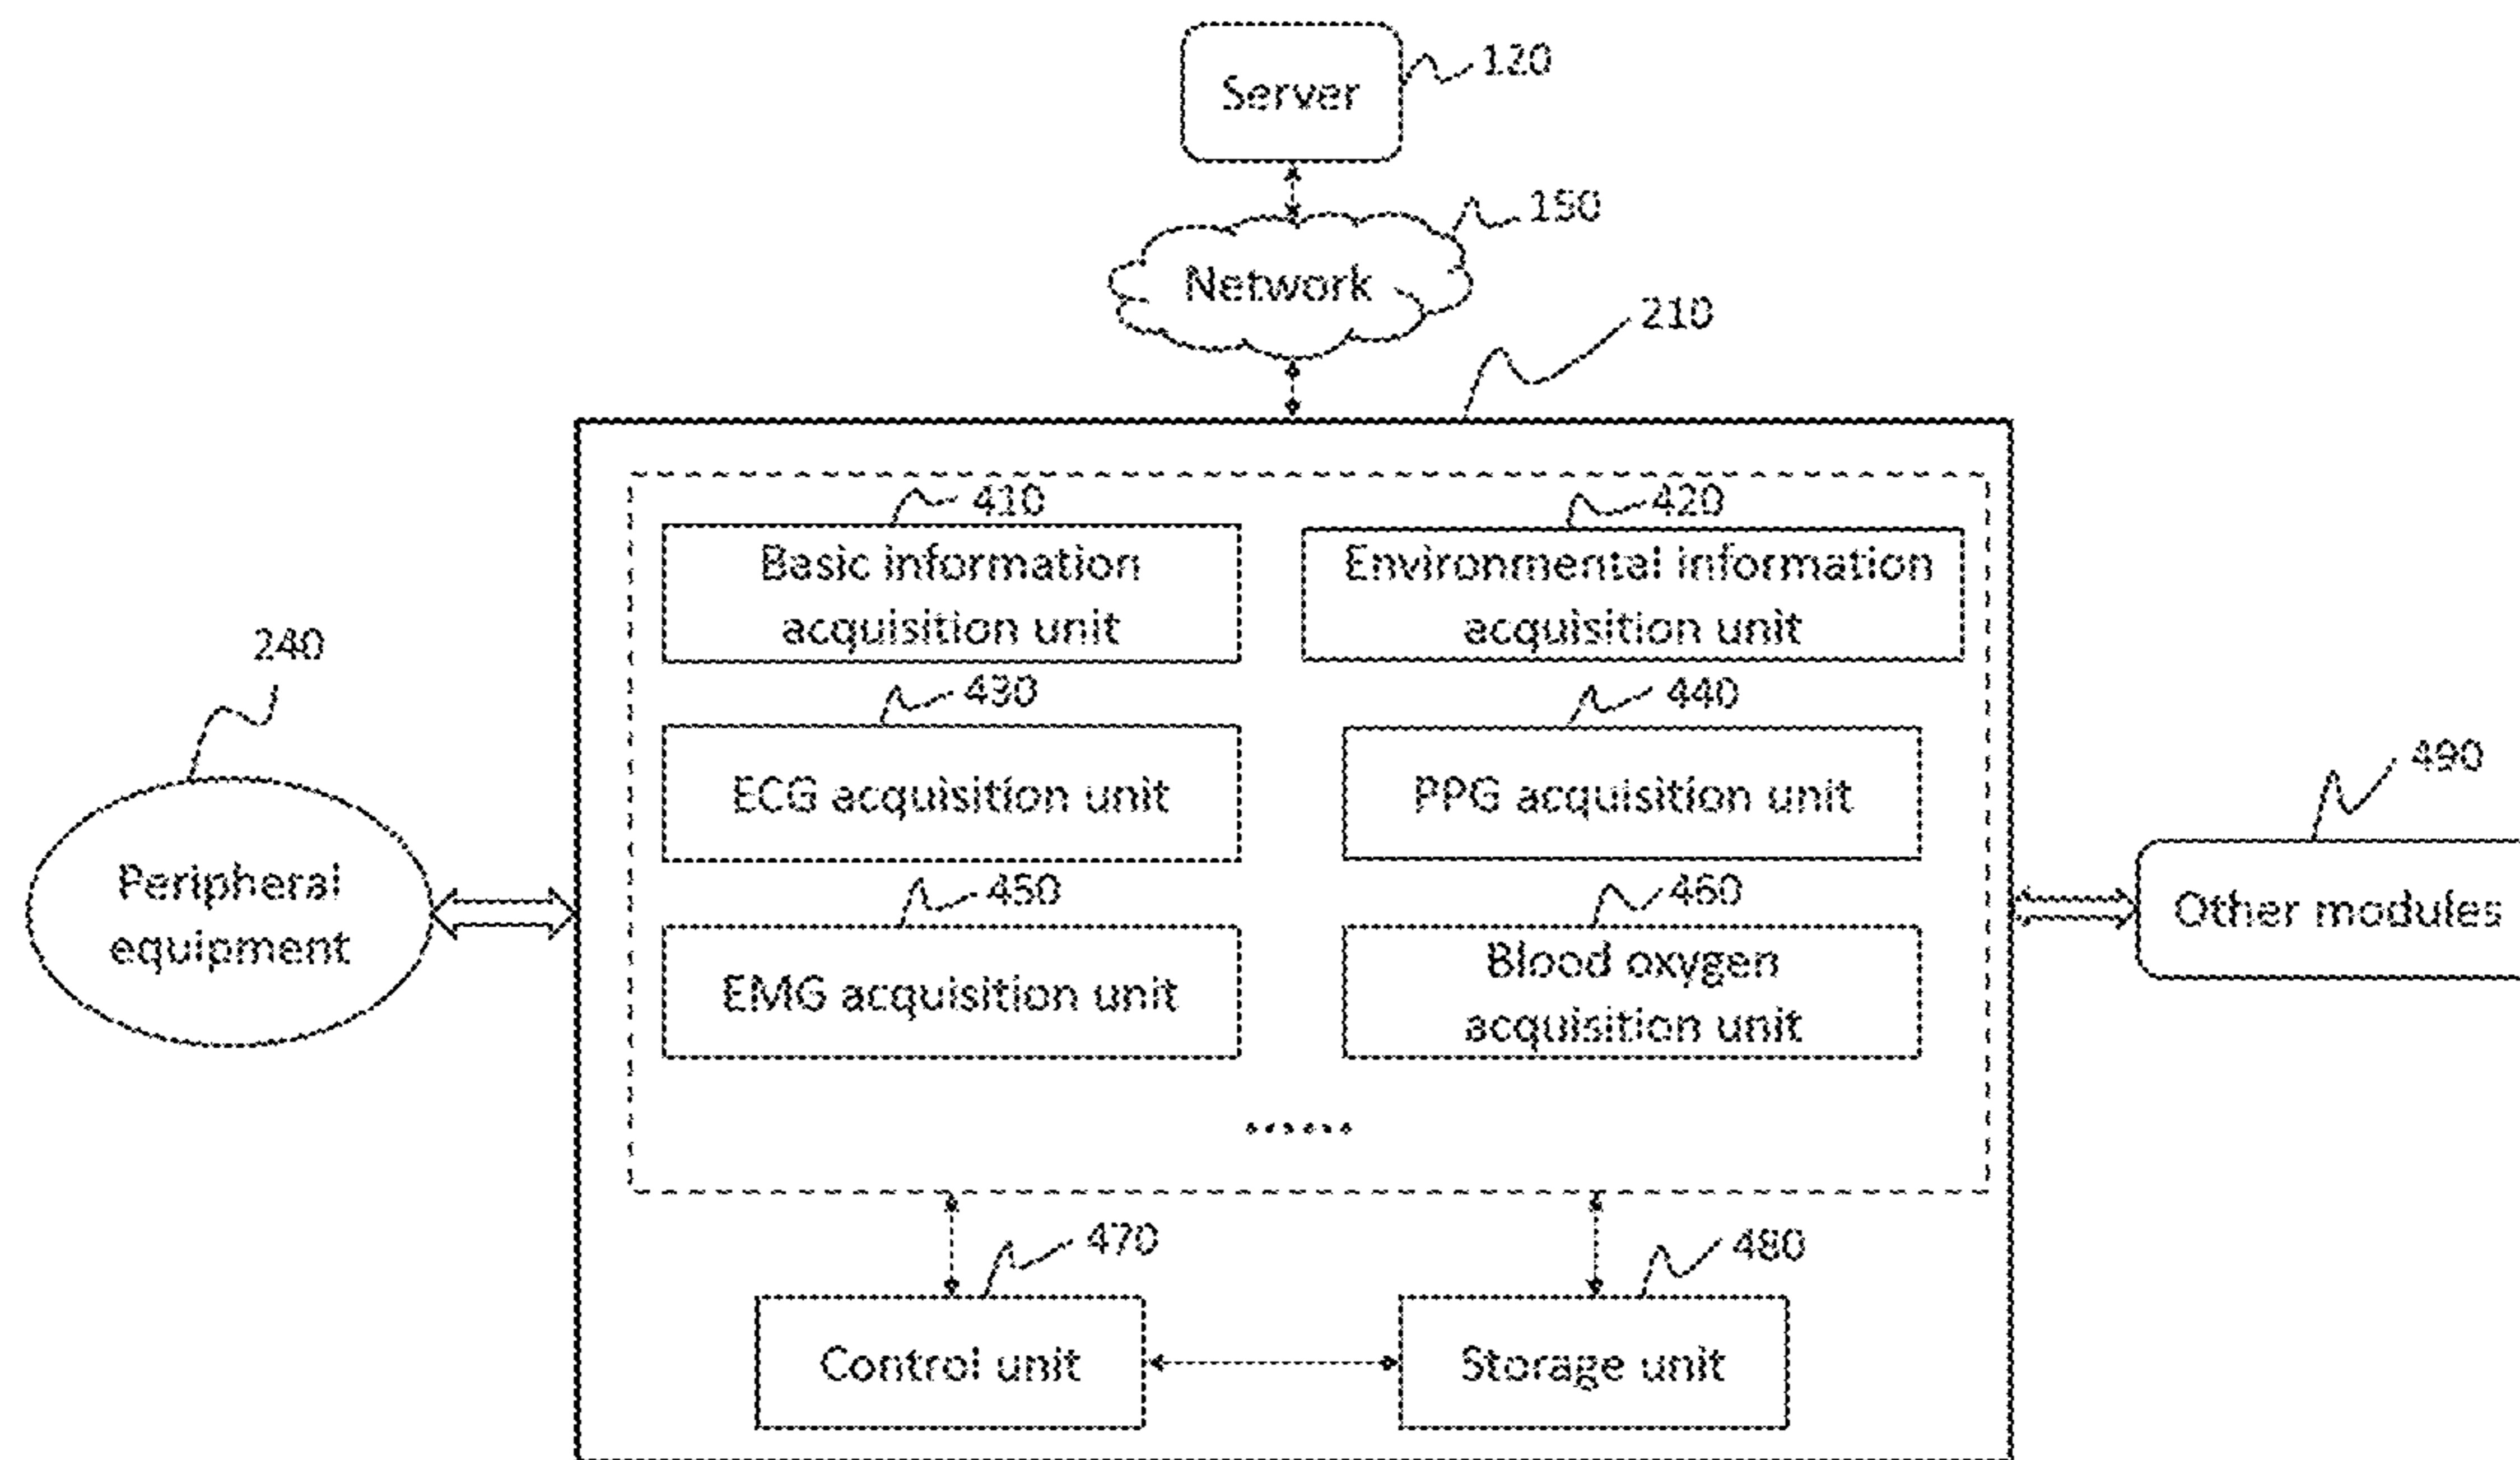 Server
120
Network
150
210
410
420
Basic information
acquisition unit
Environmental information
acquisition unit
240
430
440
ECG acquisition unit
PPG acquisition unit
490
Peripheral
equipment
Other modules
450
460
EMG acquisition unit
Blood oxygen
acquisition unit
......
470
480
Control unit
Storage unit